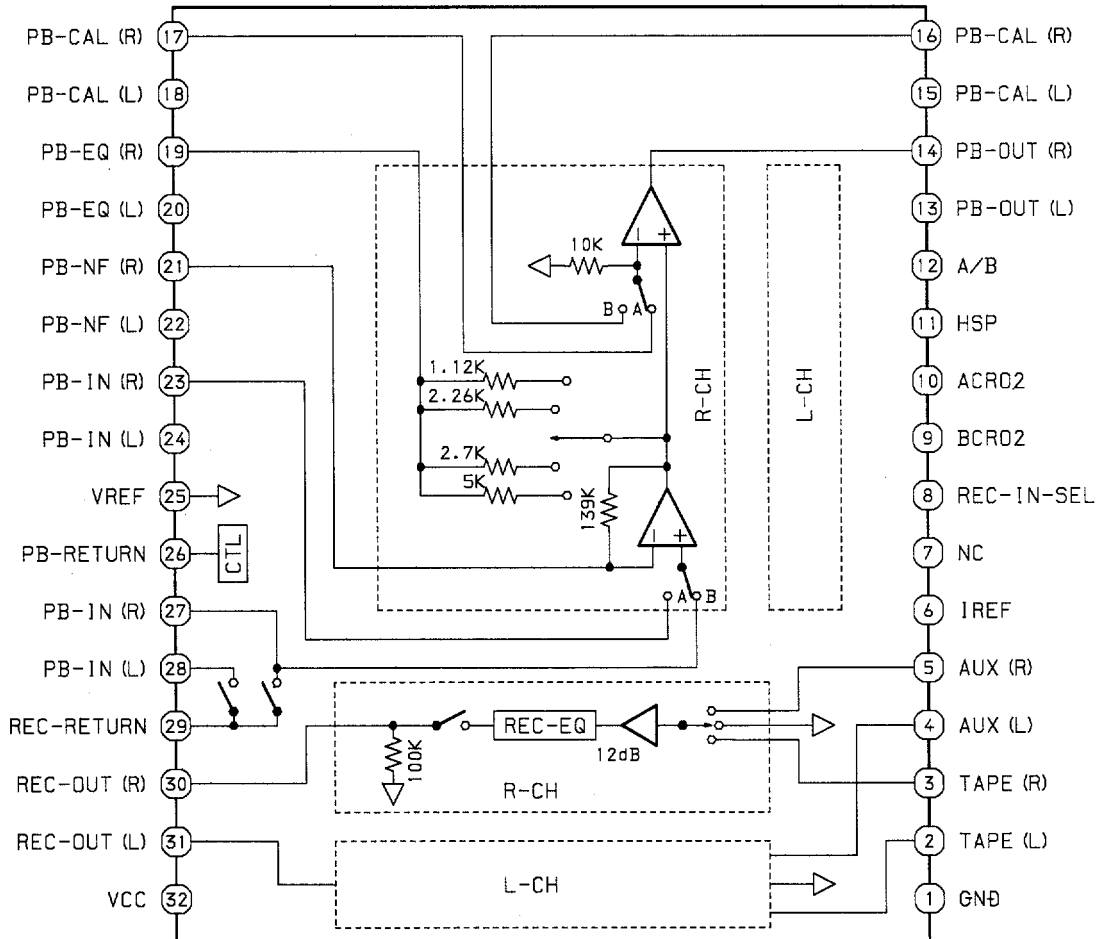 PB-CAL (R) 17
PB-CAL (L) 18
PB-EQ (R) 19
PB-EQ (L) 20
PB-NF (R) 21
PB-NF (L) 22
PB-IN (R) 23
PB-IN (L) 24
VREF 25
PB-RETURN 26
CTL
PB-IN (R) 27
PB-IN (L) 28
REC-RETURN 29
REC-OUT (R) 30
REC-OUT (L) 31
VCC 32
16 PB-CAL (R)
15 PB-CAL (L)
14 PB-OUT (R)
13 PB-OUT (L)
12 A/B
11 HSP
10 ACRO2
9 BCRO2
8 REC-IN-SEL
7 NC
6 IREF
5 AUX (R)
4 AUX (L)
3 TAPE (R)
2 TAPE (L)
1 GND
− +
10K
B A
1.12K
2.26K
2.7K
5K
139K
− +
A B
R-CH
L-CH
REC-EQ
12dB
100K
R-CH
L-CH